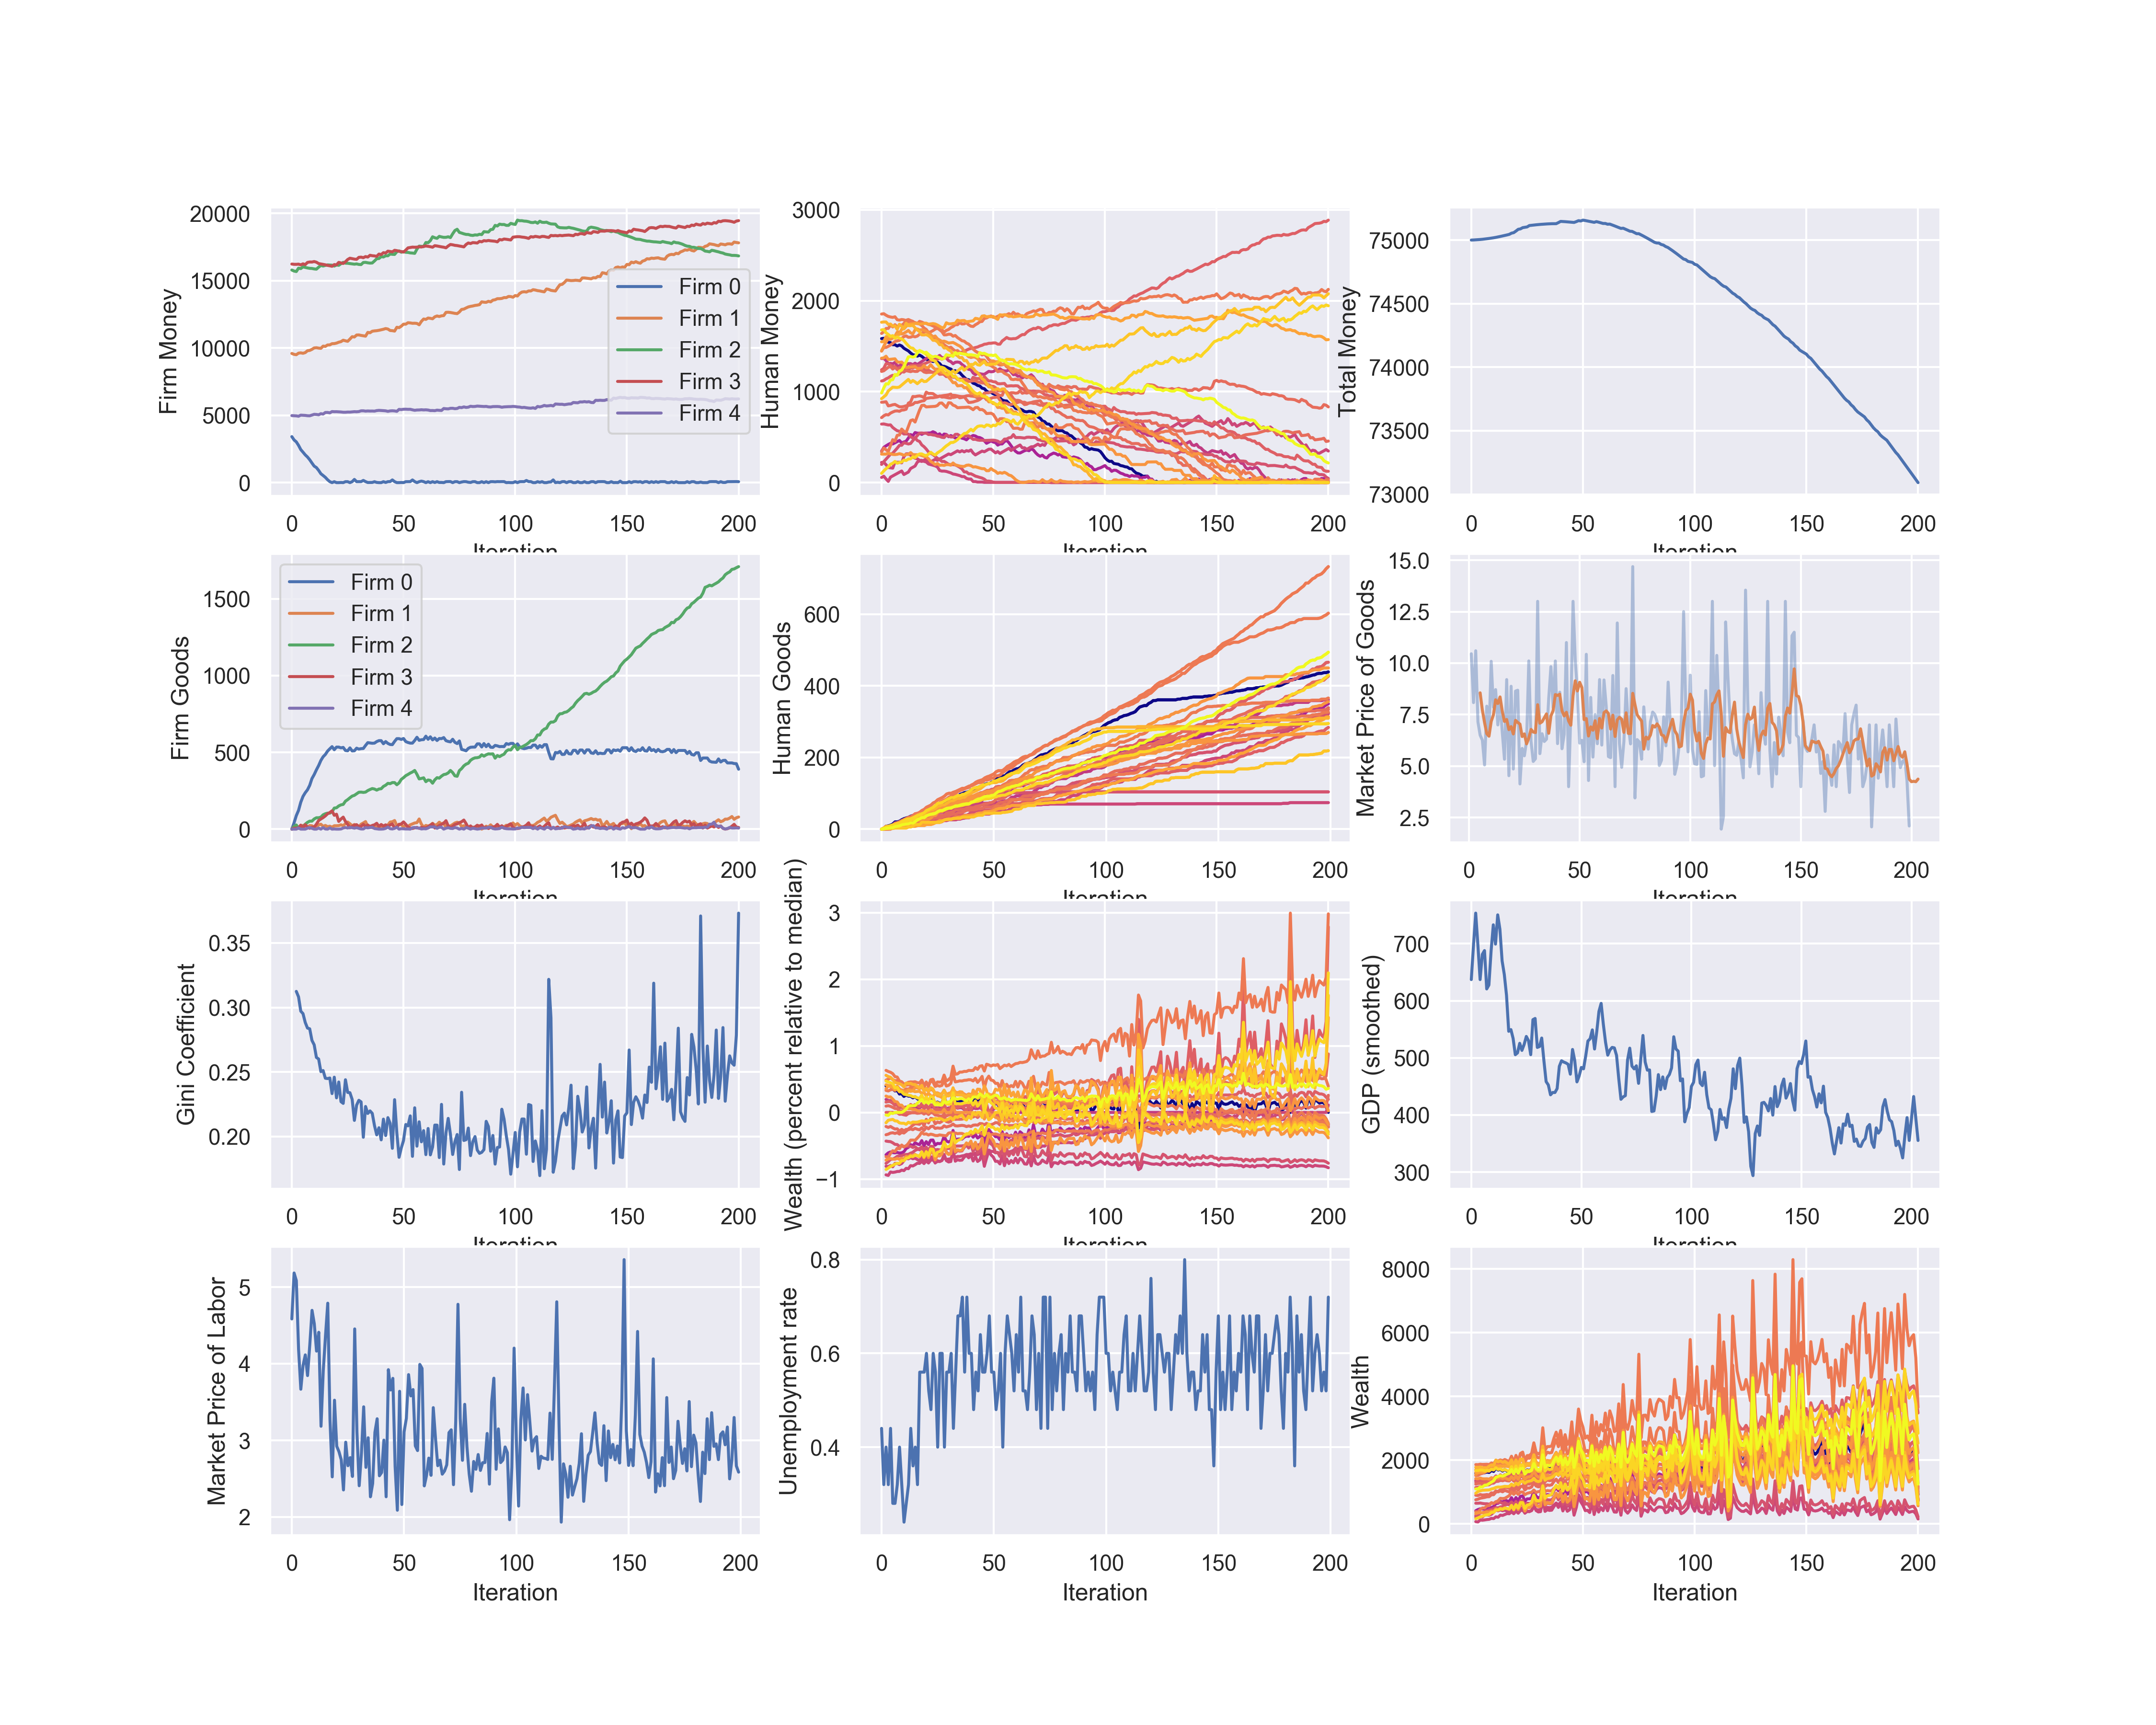 Firm Money
20000
15000
10000
5000
0
Firm 0
Firm 1
Firm 2
Firm 3
Firm 4
0 50 100 150 200
Iteration
Human Money
3000
2000
1000
0
0 50 100 150 200
Iteration
Total Money
75000
74500
74000
73500
73000
0 50 100 150 200
Iteration
Firm Goods
1500
1000
500
0
Firm 0
Firm 1
Firm 2
Firm 3
Firm 4
0 50 100 150 200
Iteration
Human Goods
600
400
200
0
0 50 100 150 200
Iteration
Market Price of Goods
15.0
12.5
10.0
7.5
5.0
2.5
0 50 100 150 200
Iteration
Gini Coefficient
0.35
0.30
0.25
0.20
0 50 100 150 200
Iteration
Wealth (percent relative to median)
3
2
1
0
−1
0 50 100 150 200
Iteration
GDP (smoothed)
700
600
500
400
300
0 50 100 150 200
Iteration
Market Price of Labor
5
4
3
2
0 50 100 150 200
Iteration
Unemployment rate
0.8
0.6
0.4
0 50 100 150 200
Iteration
Wealth
8000
6000
4000
2000
0
0 50 100 150 200
Iteration